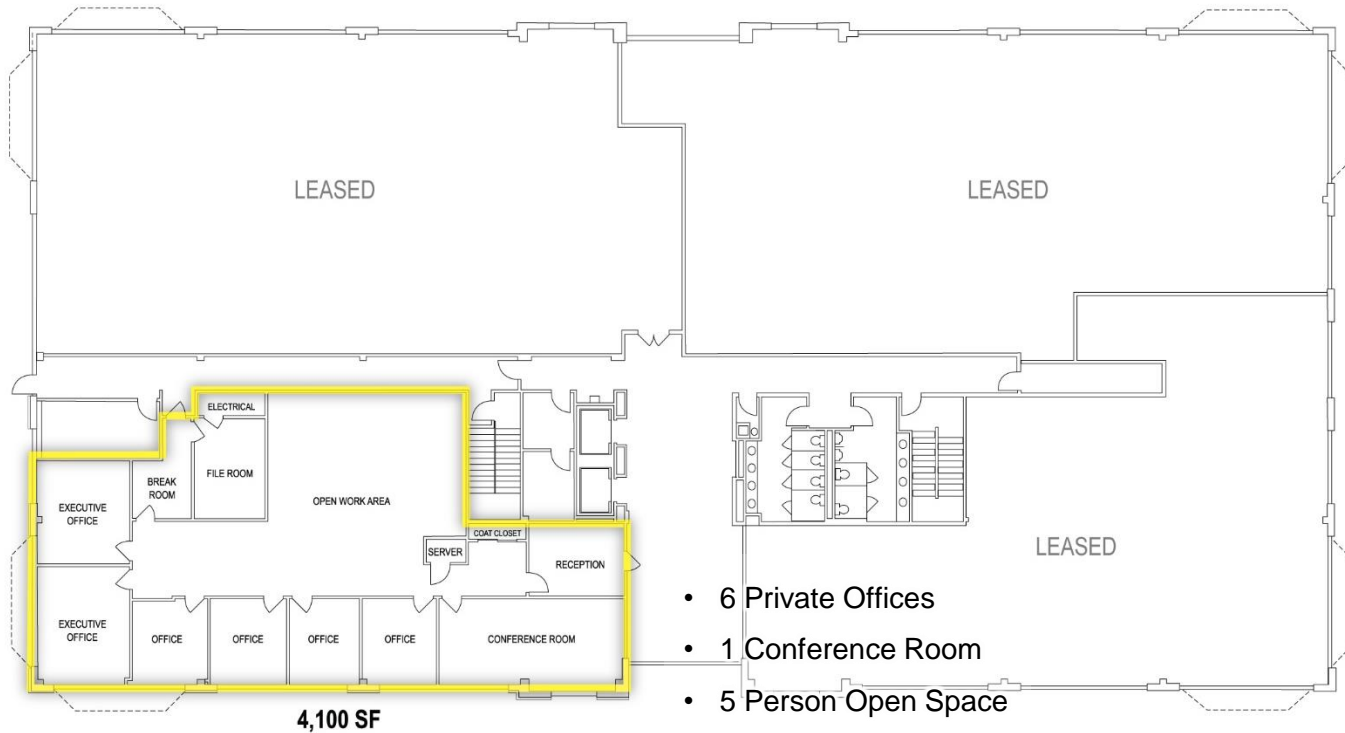 LEASED
LEASED
ELECTRICAL
BREAK
ROOM
FILE ROOM
OPEN WORK AREA
EXECUTIVE
OFFICE
COAT CLOSET
SERVER
RECEPTION
LEASED
EXECUTIVE
OFFICE
OFFICE
OFFICE
OFFICE
OFFICE
CONFERENCE ROOM
• 6 Private Offices
• 1 Conference Room
• 5 Person Open Space
4,100 SF